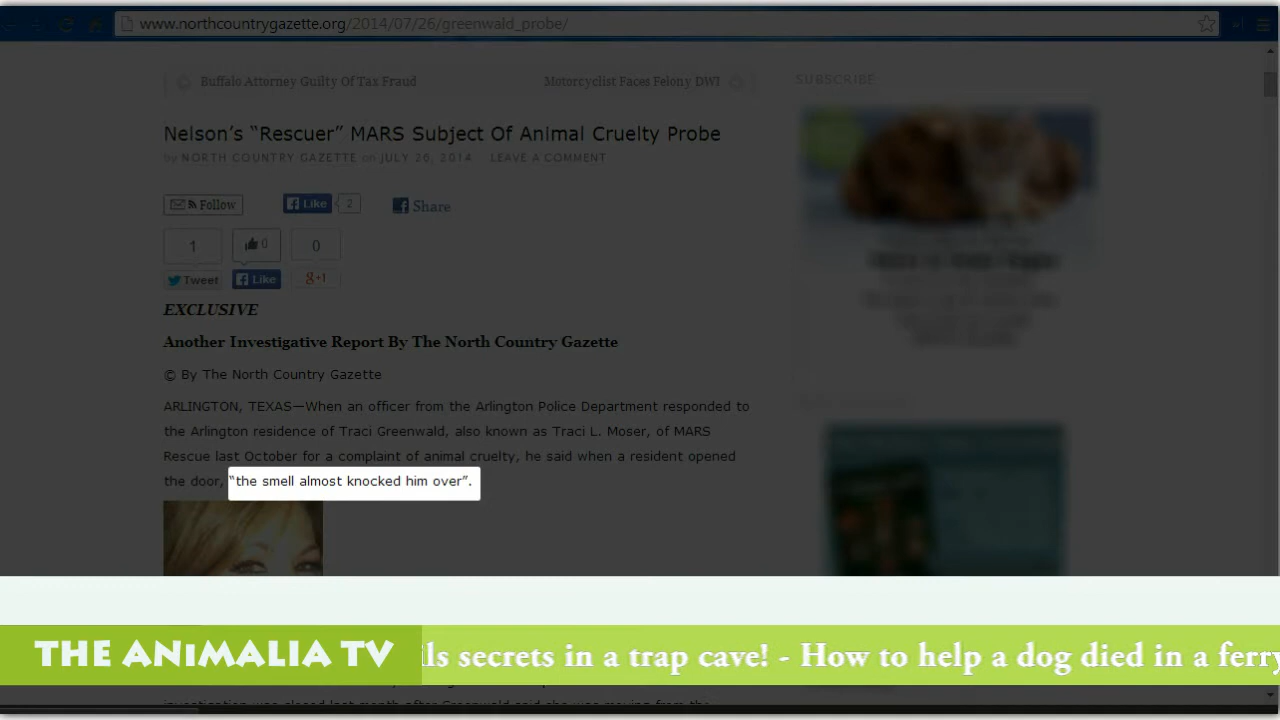 www.northcountrygazette.org/2014/07/26/greenwald_probe/
Buffalo Attorney Guilty Of Tax Fraud
Motorcyclist Faces Felony DWI
SUBSCRIBE
Nelson’s “Rescuer” MARS Subject Of Animal Cruelty Probe
by NORTH COUNTRY GAZETTE on JULY 26, 2014 LEAVE A COMMENT
Follow
Like 2
Share
1
0
0
Tweet
Like
g+1
EXCLUSIVE
Another Investigative Report By The North Country Gazette
© By The North Country Gazette
ARLINGTON, TEXAS—When an officer from the Arlington Police Department responded to
the Arlington residence of Traci Greenwald, also known as Traci L. Moser, of MARS
Rescue last October for a complaint of animal cruelty, he said when a resident opened
the door, “the smell almost knocked him over”.
THE ANiMALIA TV
ils secrets in a trap cave! - How to help a dog died in a ferry